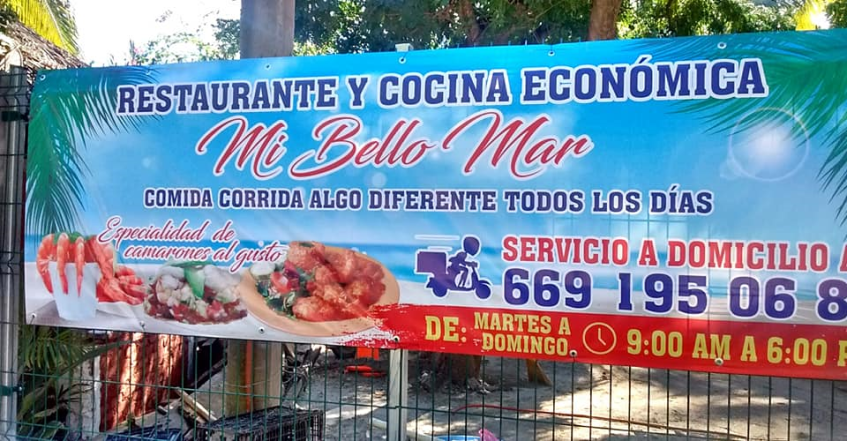 RESTAURANTE Y COCINA ECONÓMICA
Mi Bello Mar
COMIDA CORRIDA ALGO DIFERENTE TODOS LOS DÍAS
Especialidad de
camarones al gusto
SERVICIO A DOMICILIO
669 195 06 8
DE: MARTES A
DOMINGO 9:00 AM A 6:00